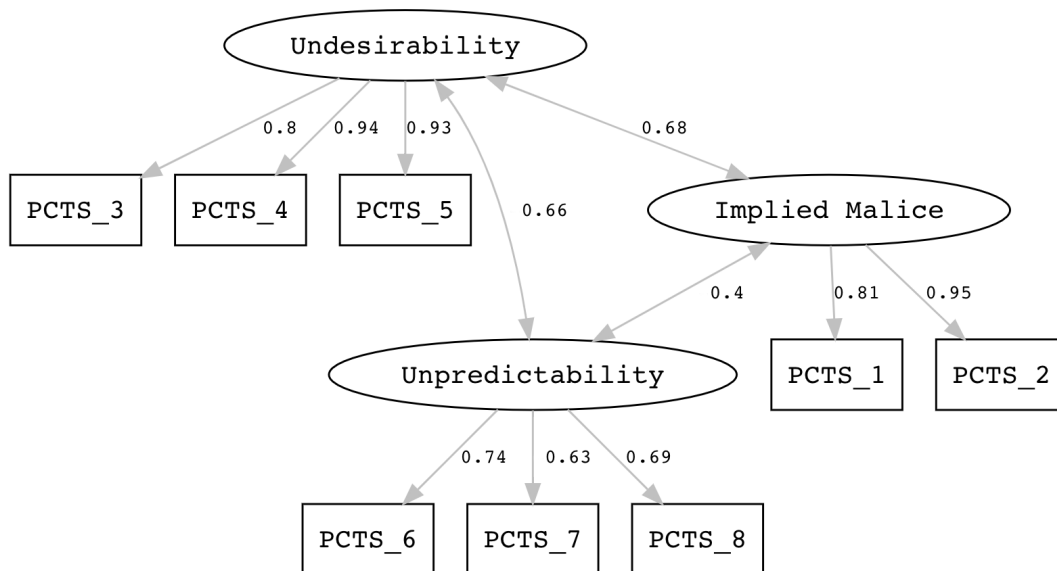 Undesirability
0.8
0.94
0.93
0.68
PCTS_3
PCTS_4
PCTS_5
0.66
Implied Malice
0.4
0.81
0.95
Unpredictability
PCTS_1
PCTS_2
0.74
0.63
0.69
PCTS_6
PCTS_7
PCTS_8